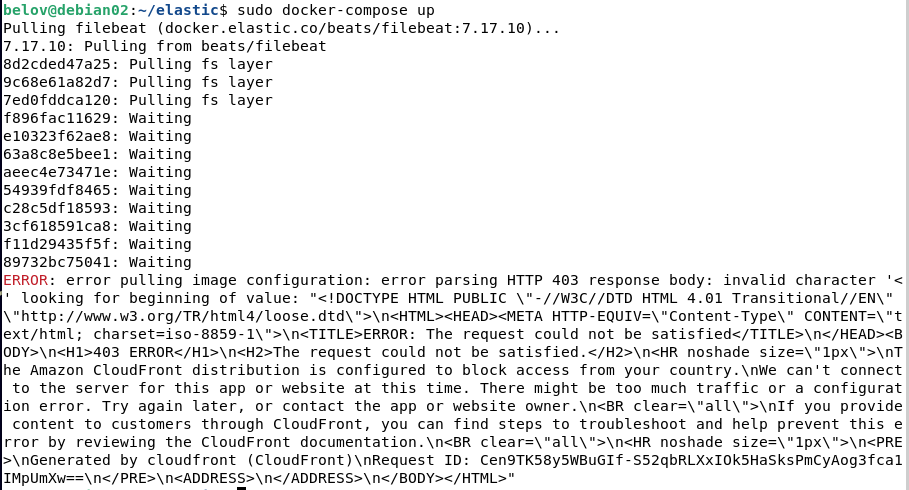 belov@debian02:~/elastic$ sudo docker-compose up
Pulling filebeat (docker.elastic.co/beats/filebeat:7.17.10)...
7.17.10: Pulling from beats/filebeat
8d2cded47a25: Pulling fs layer
9c68e61a82d7: Pulling fs layer
7ed0fddca120: Pulling fs layer
f896fac11629: Waiting
e10323f62ae8: Waiting
63a8c8e5bee1: Waiting
aeec4e73471e: Waiting
54939fdf8465: Waiting
c28c5df18593: Waiting
3cf618591ca8: Waiting
f11d29435f5f: Waiting
89732bc75041: Waiting
ERROR: error pulling image configuration: error parsing HTTP 403 response body: invalid character '<
' looking for beginning of value: "<!DOCTYPE HTML PUBLIC \"-//W3C//DTD HTML 4.01 Transitional//EN\"
\"http://www.w3.org/TR/html4/loose.dtd\">\n<HTML><HEAD><META HTTP-EQUIV=\"Content-Type\" CONTENT=\"t
ext/html; charset=iso-8859-1\">\n<TITLE>ERROR: The request could not be satisfied</TITLE>\n</HEAD><B
ODY>\n<H1>403 ERROR</H1>\n<H2>The request could not be satisfied.</H2>\n<HR noshade size=\"1px\">\nT
he Amazon CloudFront distribution is configured to block access from your country.\nWe can't connect
 to the server for this app or website at this time. There might be too much traffic or a configurat
ion error. Try again later, or contact the app or website owner.\n<BR clear=\"all\">\nIf you provide
 content to customers through CloudFront, you can find steps to troubleshoot and help prevent this e
rror by reviewing the CloudFront documentation.\n<BR clear=\"all\">\n<HR noshade size=\"1px\">\n<PRE
>\nGenerated by cloudfront (CloudFront)\nRequest ID: Cen9TK58y5WBuGIf-S52qbRLXxIOk5HaSksPmCyAog3fca1
IMpUmXw==\n</PRE>\n<ADDRESS>\n</ADDRESS>\n</BODY></HTML>"